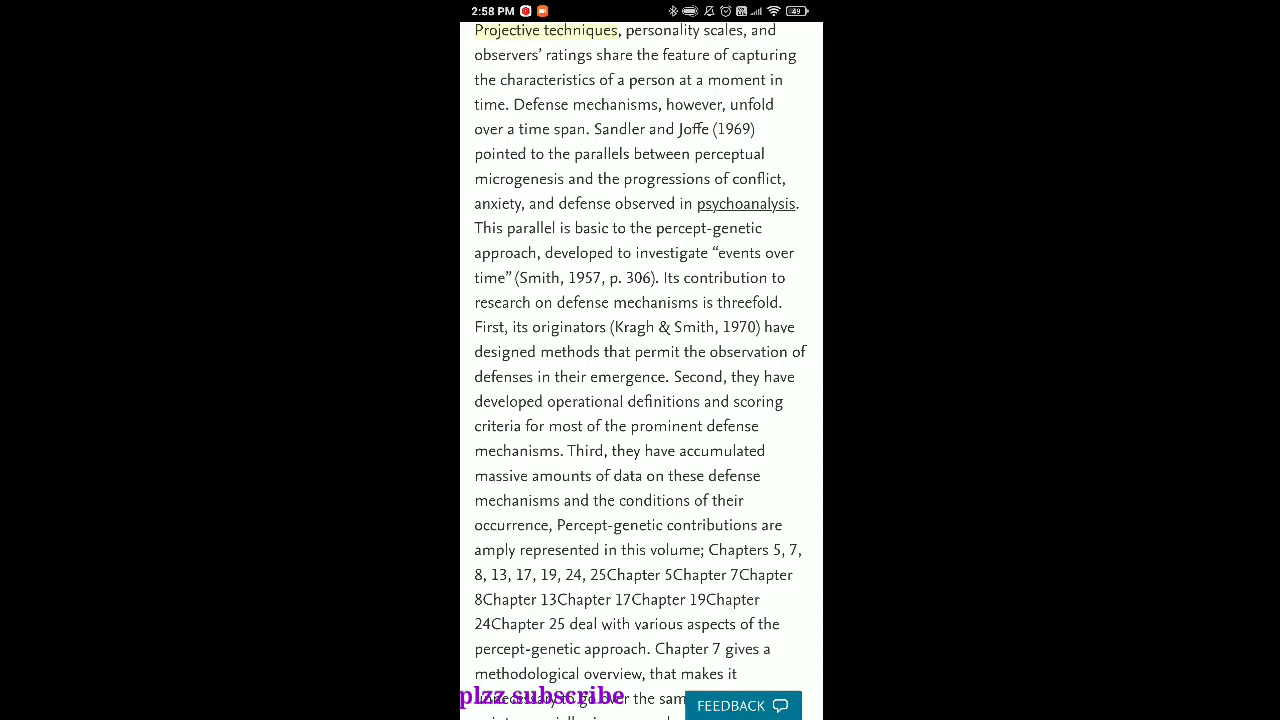 2:58 PM
49
Projective techniques, personality scales, and
observers’ ratings share the feature of capturing
the characteristics of a person at a moment in
time. Defense mechanisms, however, unfold
over a time span. Sandler and Joffe (1969)
pointed to the parallels between perceptual
microgenesis and the progressions of conflict,
anxiety, and defense observed in psychoanalysis.
This parallel is basic to the percept-genetic
approach, developed to investigate “events over
time” (Smith, 1957, p. 306). Its contribution to
research on defense mechanisms is threefold.
First, its originators (Kragh & Smith, 1970) have
designed methods that permit the observation of
defenses in their emergence. Second, they have
developed operational definitions and scoring
criteria for most of the prominent defense
mechanisms. Third, they have accumulated
massive amounts of data on these defense
mechanisms and the conditions of their
occurrence, Percept-genetic contributions are
amply represented in this volume; Chapters 5, 7,
8, 13, 17, 19, 24, 25Chapter 5Chapter 7Chapter
8Chapter 13Chapter 17Chapter 19Chapter
24Chapter 25 deal with various aspects of the
percept-genetic approach. Chapter 7 gives a
methodological overview, that makes it
unnecessary to go over the sam
plzz subscribe
FEEDBACK